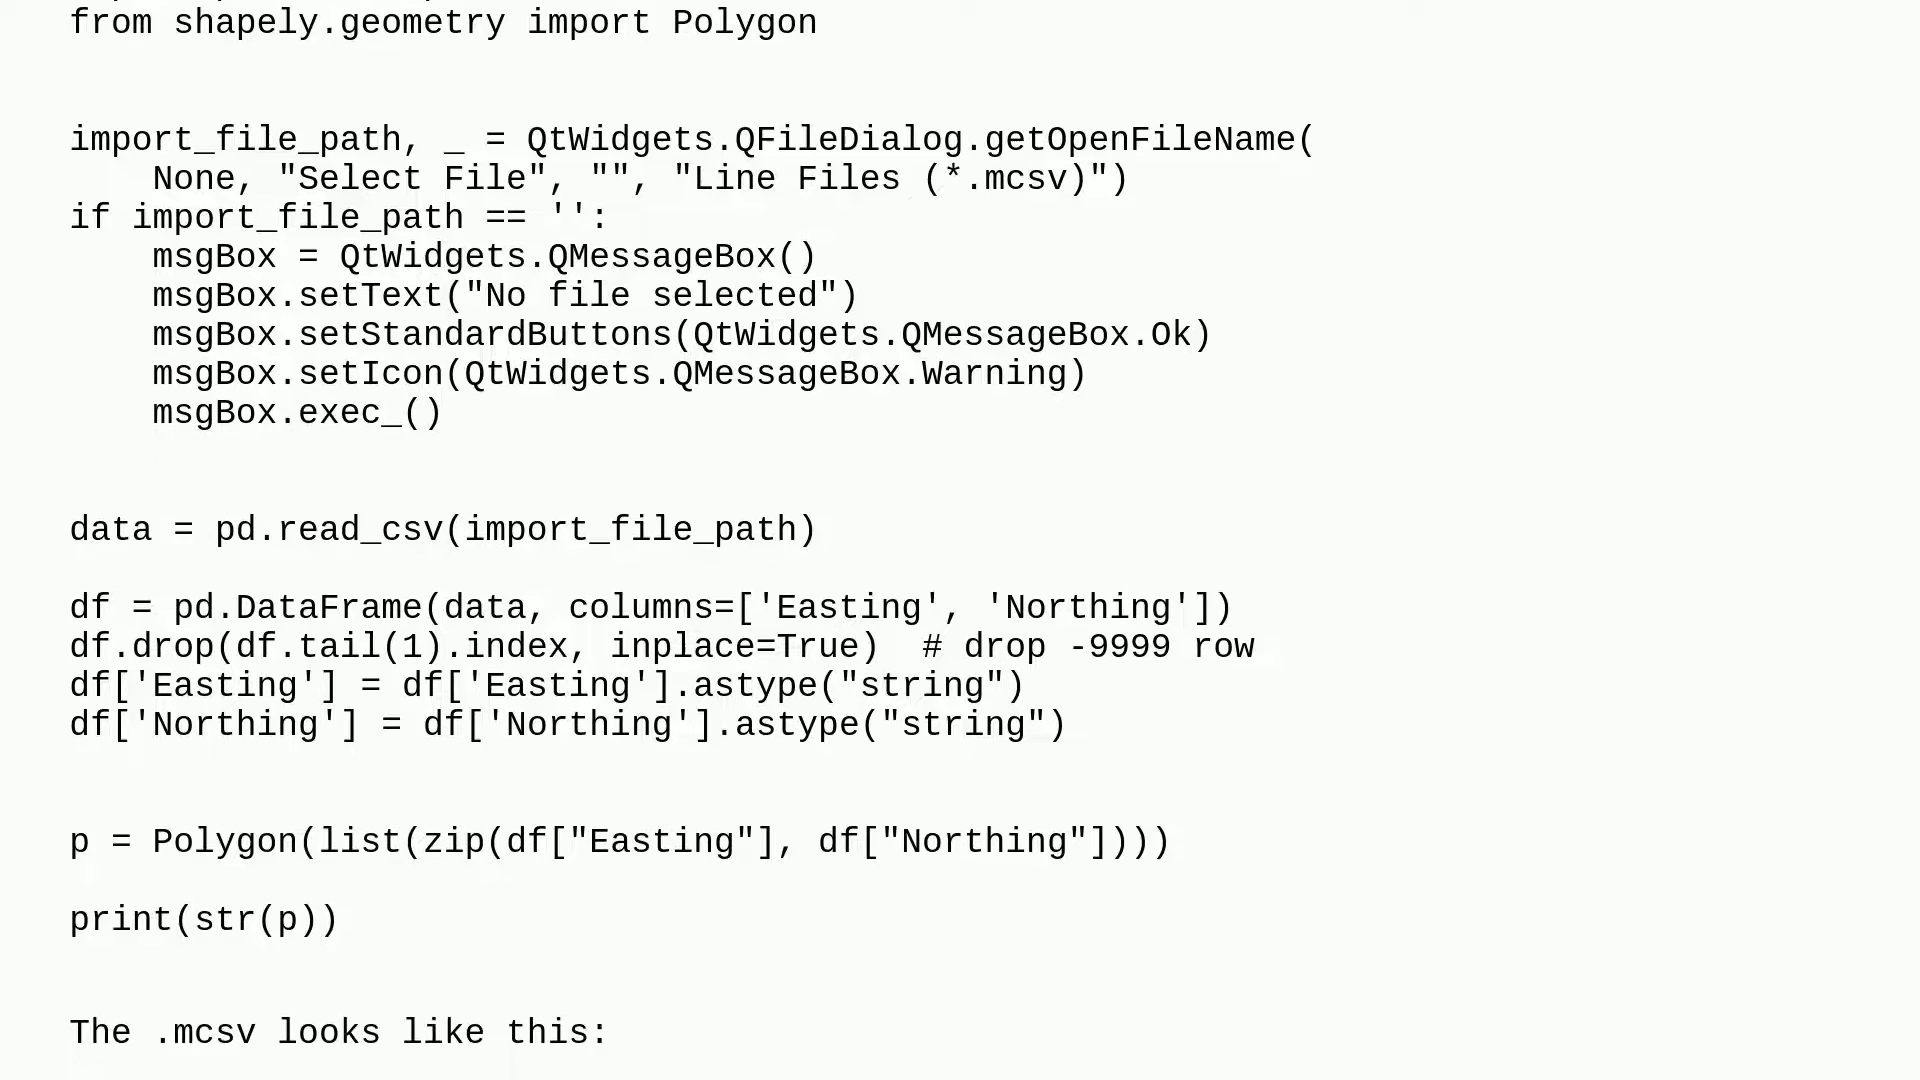 from shapely.geometry import Polygon
import_file_path, _ = QtWidgets.QFileDialog.getOpenFileName(
    None, "Select File", "", "Line Files (*.mcsv)")
if import_file_path == '':
    msgBox = QtWidgets.QMessageBox()
    msgBox.setText("No file selected")
    msgBox.setStandardButtons(QtWidgets.QMessageBox.Ok)
    msgBox.setIcon(QtWidgets.QMessageBox.Warning)
    msgBox.exec_()
data = pd.read_csv(import_file_path)
df = pd.DataFrame(data, columns=['Easting', 'Northing'])
df.drop(df.tail(1).index, inplace=True)  # drop -9999 row
df['Easting'] = df['Easting'].astype("string")
df['Northing'] = df['Northing'].astype("string")
p = Polygon(list(zip(df["Easting"], df["Northing"])))
print(str(p))
The .mcsv looks like this: